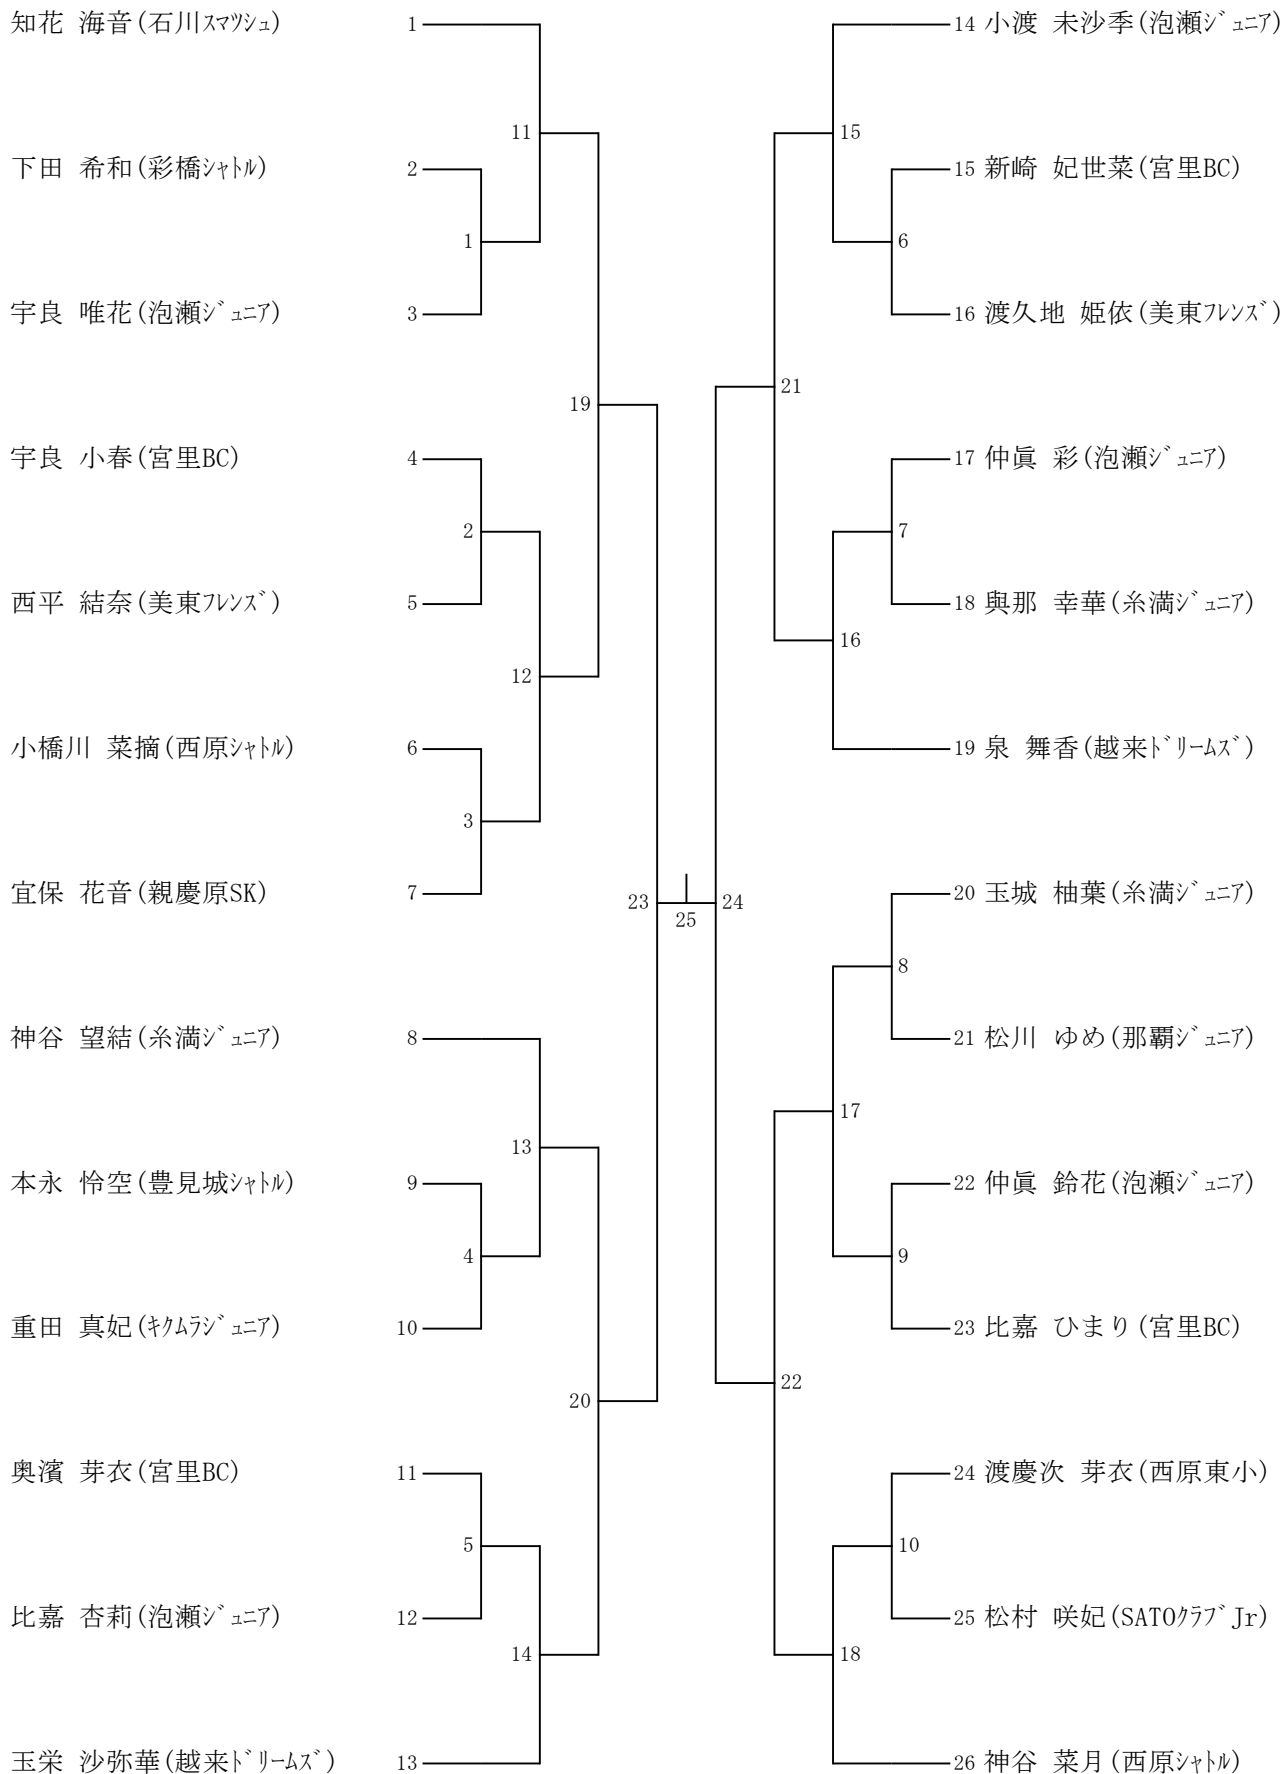 知花 海音(石川スマッシュ) 1
下田 希和(彩橋シャトル) 2
宇良 唯花(泡瀬ジュニア) 3
宇良 小春(宮里BC) 4
西平 結奈(美東フレンズ) 5
小橋川 菜摘(西原シャトル) 6
宜保 花音(親慶原SK) 7
神谷 望結(糸満ジュニア) 8
本永 怜空(豊見城シャトル) 9
重田 真妃(キクムラジュニア) 10
奥濱 芽衣(宮里BC) 11
比嘉 杏莉(泡瀬ジュニア) 12
玉栄 沙弥華(越来ドリームズ) 13
1
2
3
4
5
11
12
13
14
19
20
23
25
24
21
22
15
16
17
18
6
7
8
9
10
14 小渡 未沙季(泡瀬ジュニア)
15 新崎 妃世菜(宮里BC)
16 渡久地 姫依(美東フレンズ)
17 仲眞 彩(泡瀬ジュニア)
18 與那 幸華(糸満ジュニア)
19 泉 舞香(越来ドリームズ)
20 玉城 柚葉(糸満ジュニア)
21 松川 ゆめ(那覇ジュニア)
22 仲眞 鈴花(泡瀬ジュニア)
23 比嘉 ひまり(宮里BC)
24 渡慶次 芽衣(西原東小)
25 松村 咲妃(SATOクラブJr)
26 神谷 菜月(西原シャトル)